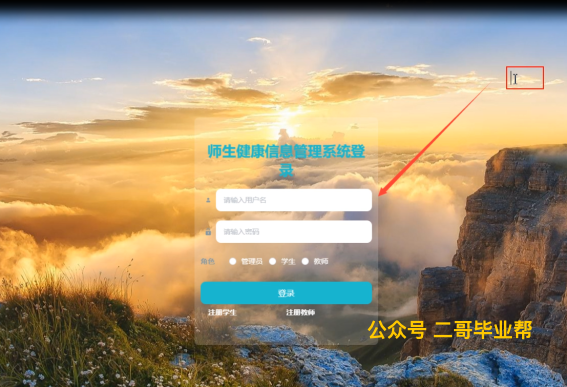 师生健康信息管理系统登
录
请输入用户名
请输入密码
角色 管理员 学生 教师
登录
注册学生 注册教师
公众号 二哥毕业帮